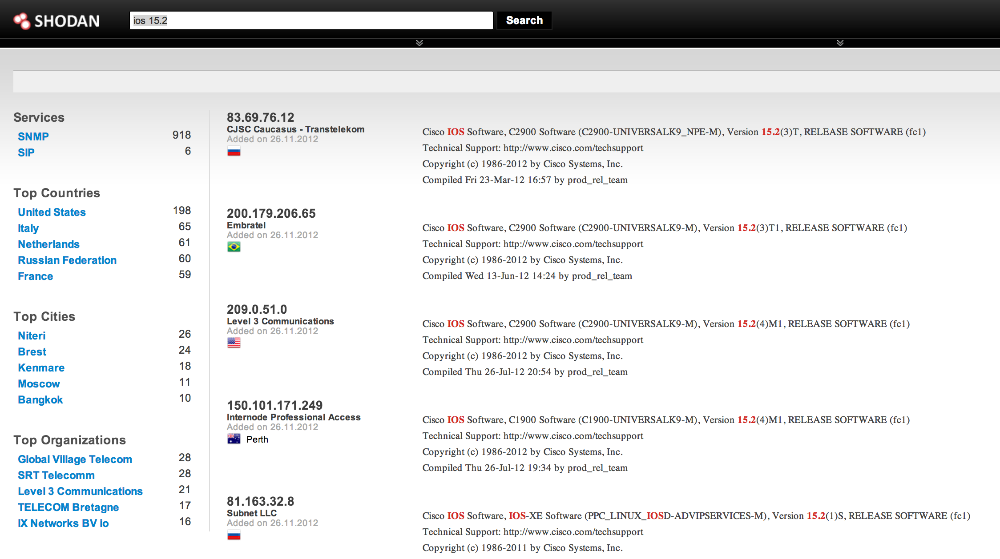 SHODAN
ios 15.2
Search
Services
SNMP 918
SIP 6
Top Countries
United States 198
Italy 65
Netherlands 61
Russian Federation 60
France 59
Top Cities
Niteri 26
Brest 24
Kenmare 18
Moscow 11
Bangkok 10
Top Organizations
Global Village Telecom 28
SRT Telecomm 28
Level 3 Communications 21
TELECOM Bretagne 17
IX Networks BV io 16
83.69.76.12
CJSC Caucasus - Transtelekom
Added on 26.11.2012
Cisco IOS Software, C2900 Software (C2900-UNIVERSALK9_NPE-M), Version 15.2(3)T, RELEASE SOFTWARE (fc1)
Technical Support: http://www.cisco.com/techsupport
Copyright (c) 1986-2012 by Cisco Systems, Inc.
Compiled Fri 23-Mar-12 16:57 by prod_rel_team
200.179.206.65
Embratel
Added on 26.11.2012
Cisco IOS Software, C2900 Software (C2900-UNIVERSALK9-M), Version 15.2(3)T1, RELEASE SOFTWARE (fc1)
Technical Support: http://www.cisco.com/techsupport
Copyright (c) 1986-2012 by Cisco Systems, Inc.
Compiled Wed 13-Jun-12 14:24 by prod_rel_team
209.0.51.0
Level 3 Communications
Added on 26.11.2012
Cisco IOS Software, C2900 Software (C2900-UNIVERSALK9-M), Version 15.2(4)M1, RELEASE SOFTWARE (fc1)
Technical Support: http://www.cisco.com/techsupport
Copyright (c) 1986-2012 by Cisco Systems, Inc.
Compiled Thu 26-Jul-12 20:54 by prod_rel_team
150.101.171.249
Internode Professional Access
Added on 26.11.2012
Perth
Cisco IOS Software, C1900 Software (C1900-UNIVERSALK9-M), Version 15.2(4)M1, RELEASE SOFTWARE (fc1)
Technical Support: http://www.cisco.com/techsupport
Copyright (c) 1986-2012 by Cisco Systems, Inc.
Compiled Thu 26-Jul-12 19:34 by prod_rel_team
81.163.32.8
Subnet LLC
Added on 26.11.2012
Cisco IOS Software, IOS-XE Software (PPC_LINUX_IOSD-ADVIPSERVICES-M), Version 15.2(1)S, RELEASE SOFTWARE (fc1)
Technical Support: http://www.cisco.com/techsupport
Copyright (c) 1986-2011 by Cisco Systems, Inc.